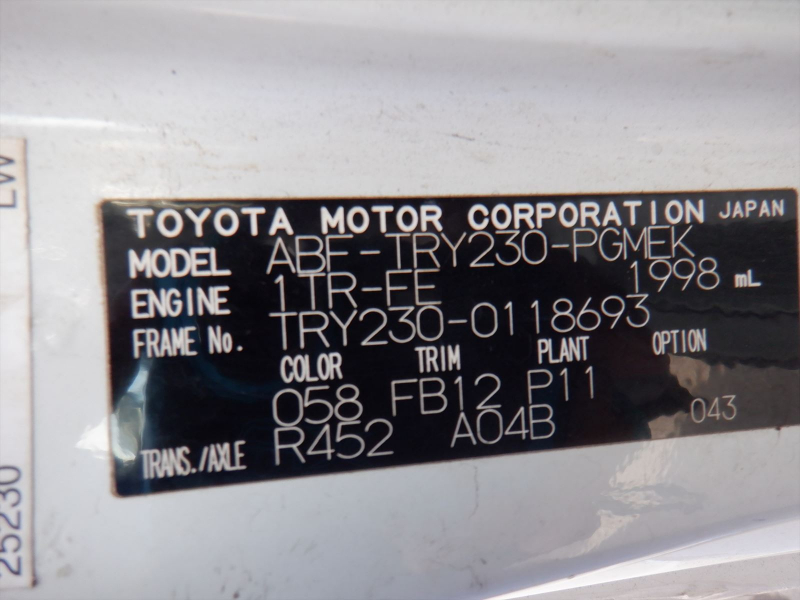 TOYOTA MOTOR CORPORATION JAPAN
MODEL ABF-TRY230-PGMEK
ENGINE 1TR-FE 1998 mL
FRAME No. TRY230-0118693
COLOR TRIM PLANT OPTION
058 FB12 P11
TRANS./AXLE R452 A04B 043
25230